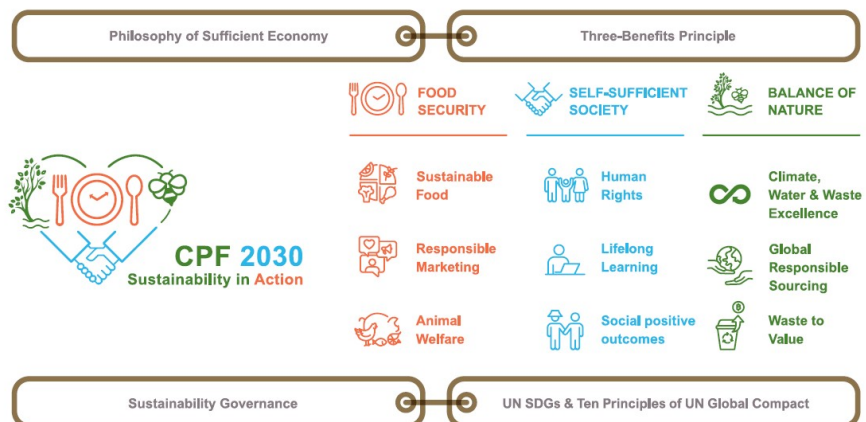 Philosophy of Sufficient Economy
Three-Benefits Principle
FOOD
SECURITY
SELF-SUFFICIENT
SOCIETY
BALANCE OF
NATURE
CPF 2030
Sustainability in Action
Sustainable
Food
Human
Rights
Climate,
Water & Waste
Excellence
Responsible
Marketing
Lifelong
Learning
Global
Responsible
Sourcing
Animal
Welfare
Social positive
outcomes
Waste to
Value
Sustainability Governance
UN SDGs & Ten Principles of UN Global Compact